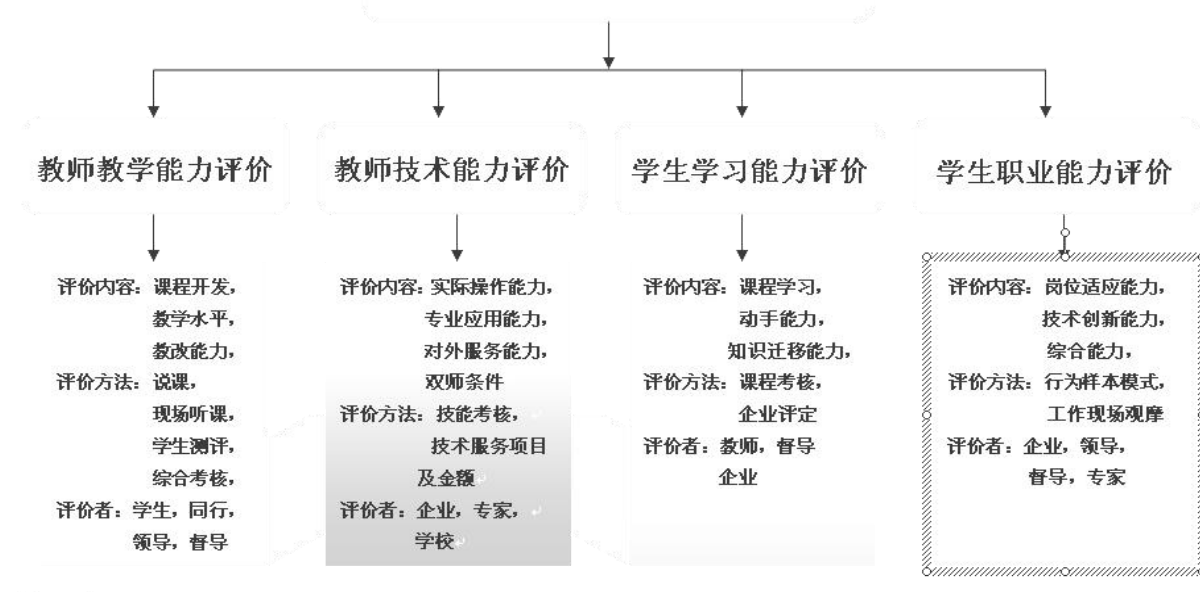 教师教学能力评价
教师技术能力评价
学生学习能力评价
学生职业能力评价
评价内容：课程开发，
教学水平，
教改能力，
评价方法：说课，
现场听课，
学生测评，
综合考核，
评价者：学生，同行，
领导，督导
评价内容：实际操作能力，
专业应用能力，
对外服务能力，
双师条件
评价方法：技能考核，
技术服务项目
及金额
评价者：企业，专家，
学校
评价内容：课程学习，
动手能力，
知识迁移能力，
评价方法：课程考核，
企业评定
评价者：教师，督导
企业
评价内容：岗位适应能力，
技术创新能力，
综合能力，
评价方法：行为样本模式，
工作现场观摩
评价者：企业，领导，
督导，专家